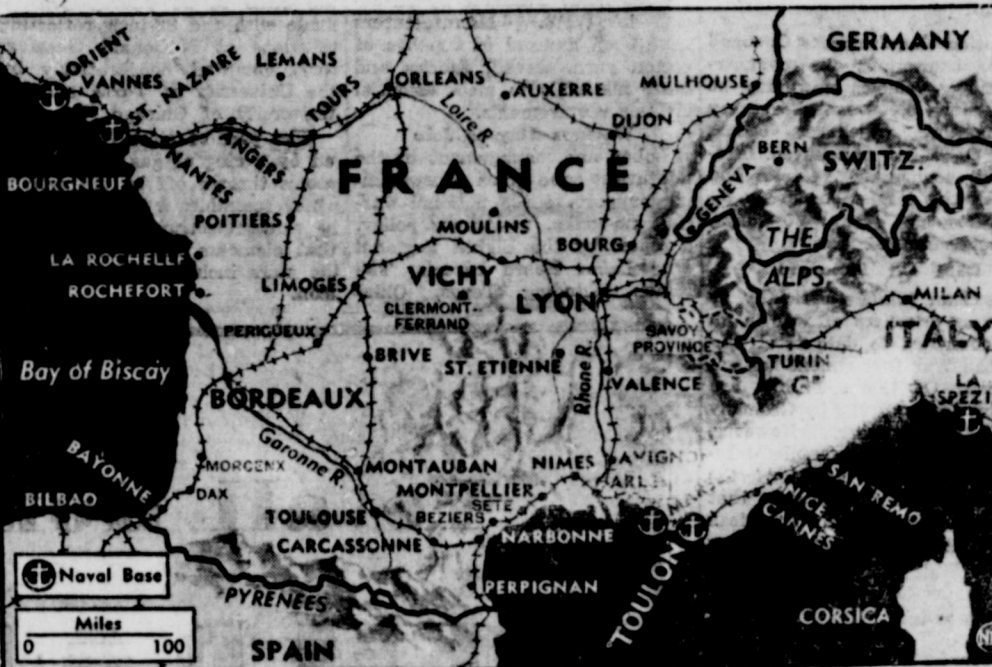 GERMANY
LORIENT
VANNES
ST. NAZAIRE
LEMANS
TOURS
ORLEANS
AUXERRE
MULHOUSE
Loire R.
DIJON
ANGERS
NANTES
BERN
SWITZ.
FRANCE
BOURGNEUF
GENEVA
POITIERS
MOULINS
BOURG
THE
ALPS
LA ROCHELLE
ROCHEFORT
LIMOGES
VICHY
LYON
CLERMONT-
FERRAND
MILAN
PERIGUEUX
SAVOY
PROVINCE
ITALY
Bay of Biscay
BRIVE
ST. ETIENNE
TURIN
Rhone R.
VALENCE
LA
SPEZI
BORDEAUX
Garonne R.
BAYONNE
MORCENX
MONTAUBAN
NIMES
AVIGNO
BILBAO
DAX
MONTPELLIER
SETE
ARL
SAN REMO
NICE
CANNES
TOULOUSE
BEZIERS
CARCASSONNE
NARBONNE
TOULON
Naval Base
PERPIGNAN
PYRENEES
CORSICA
Miles
0 100
SPAIN